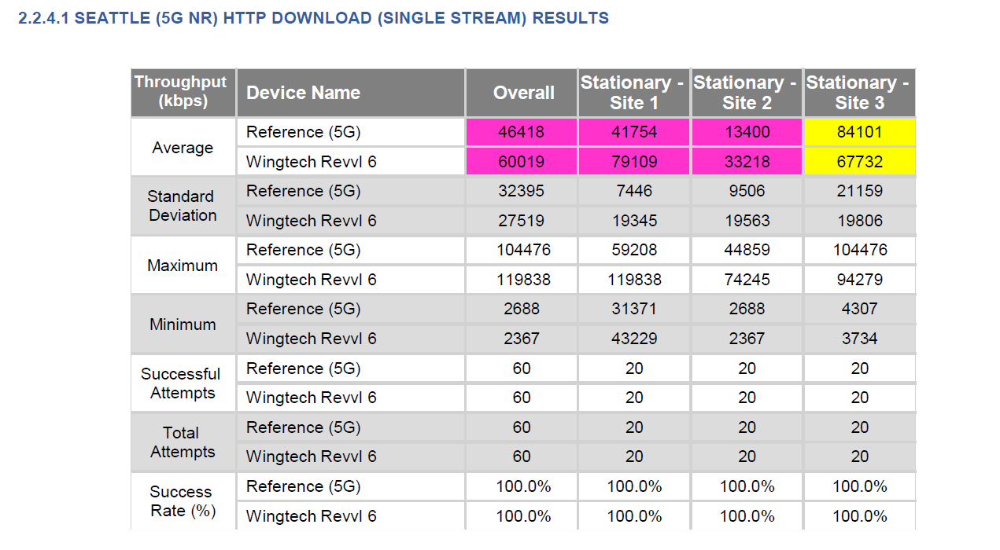 2.2.4.1 SEATTLE (5G NR) HTTP DOWNLOAD (SINGLE STREAM) RESULTS
Throughput (kbps) Device Name Overall Stationary - Site 1 Stationary - Site 2 Stationary - Site 3
Average Reference (5G) 46418 41754 13400 84101
Wingtech Revvl 6 60019 79109 33218 67732
Standard Deviation Reference (5G) 32395 7446 9506 21159
Wingtech Revvl 6 27519 19345 19563 19806
Maximum Reference (5G) 104476 59208 44859 104476
Wingtech Revvl 6 119838 119838 74245 94279
Minimum Reference (5G) 2688 31371 2688 4307
Wingtech Revvl 6 2367 43229 2367 3734
Successful Attempts Reference (5G) 60 20 20 20
Wingtech Revvl 6 60 20 20 20
Total Attempts Reference (5G) 60 20 20 20
Wingtech Revvl 6 60 20 20 20
Success Rate (%) Reference (5G) 100.0% 100.0% 100.0% 100.0%
Wingtech Revvl 6 100.0% 100.0% 100.0% 100.0%